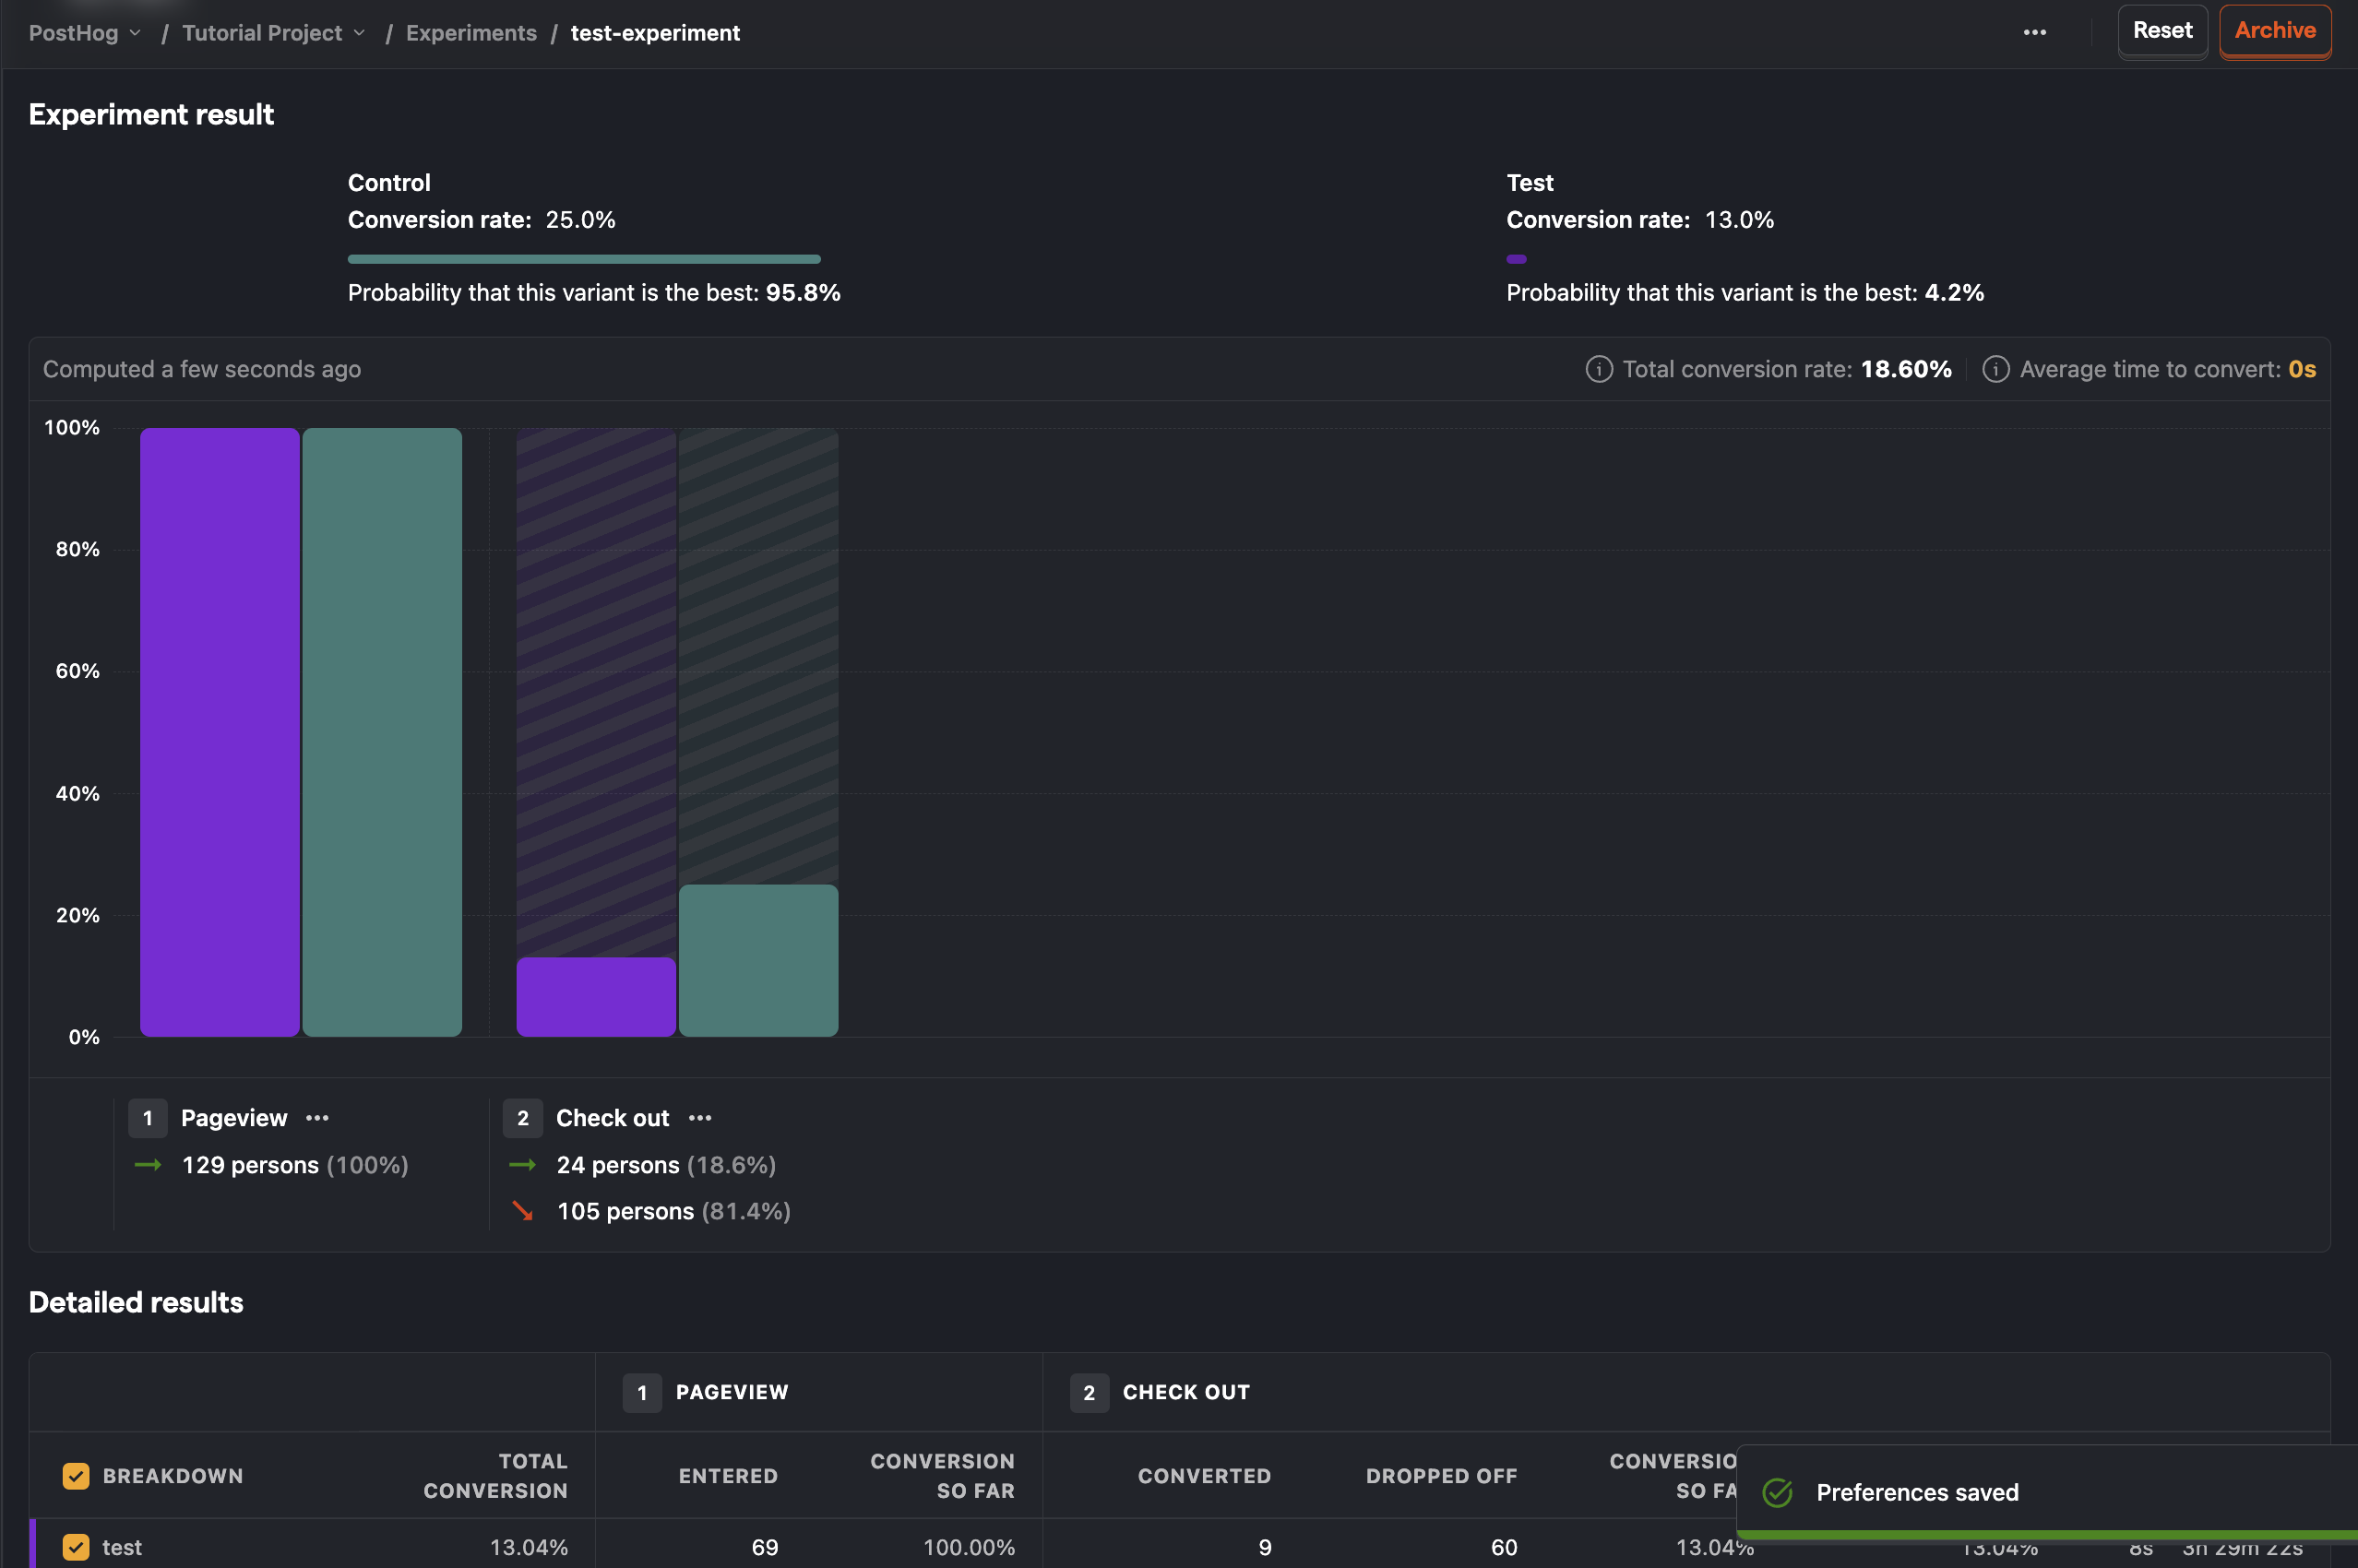 PostHog / Tutorial Project / Experiments / test-experiment ••• Reset Archive
Experiment result
Control
Conversion rate: 25.0%
Probability that this variant is the best: 95.8%
Test
Conversion rate: 13.0%
Probability that this variant is the best: 4.2%
Computed a few seconds ago
Total conversion rate: 18.60%
Average time to convert: 0s
100%
80%
60%
40%
20%
0%
1 Pageview •••
129 persons (100%)
2 Check out •••
24 persons (18.6%)
105 persons (81.4%)
Detailed results
1 PAGEVIEW
2 CHECK OUT
BREAKDOWN
TOTAL
CONVERSION
ENTERED
CONVERSION
SO FAR
CONVERTED
DROPPED OFF
CONVERSIO
SO FA
Preferences saved
test 13.04% 69 100.00% 9 60 13.04% 13.04% 8s 3h 29m 22s